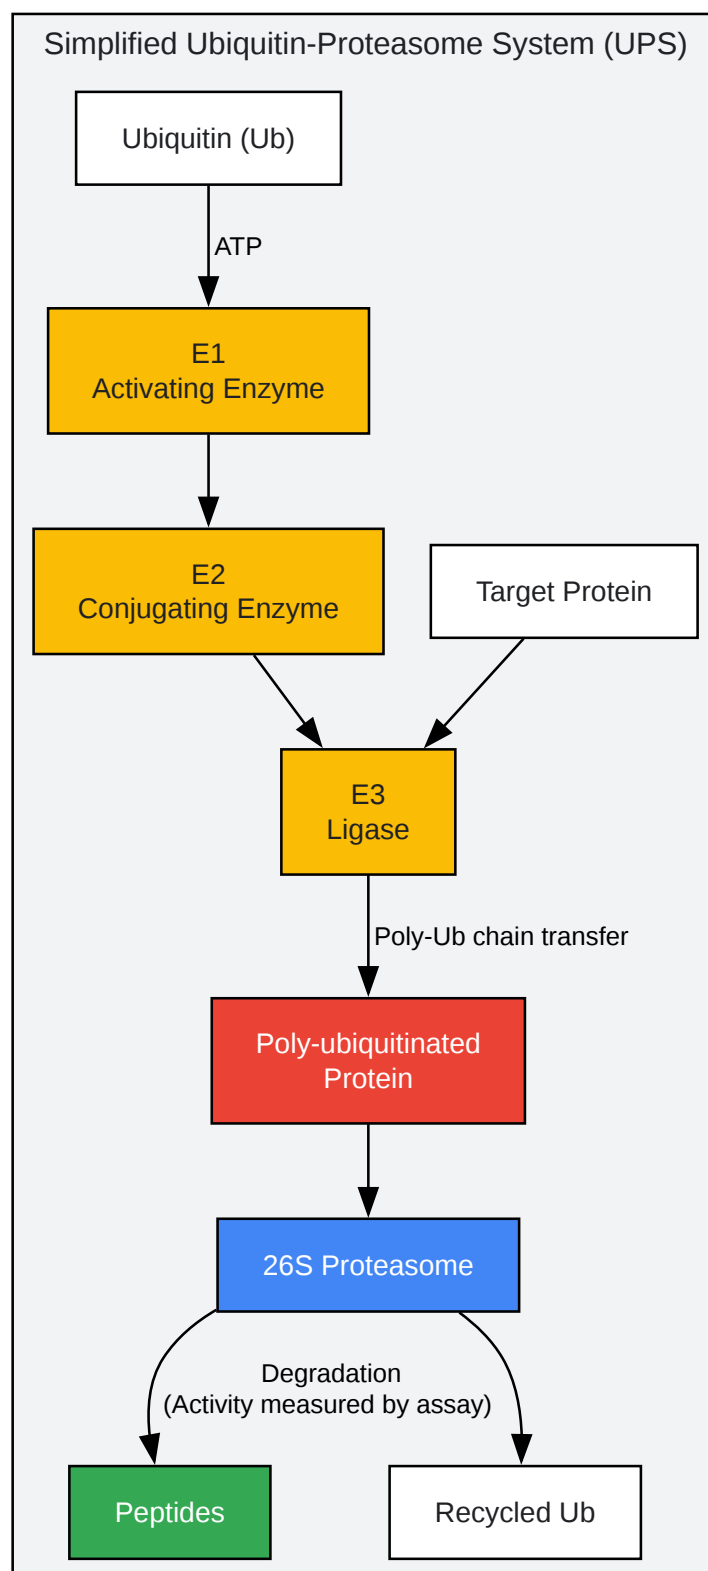 Simplified Ubiquitin-Proteasome System (UPS)
Ubiquitin (Ub)
ATP
E1
Activating Enzyme
E2
Conjugating Enzyme
Target Protein
E3
Ligase
Poly-Ub chain transfer
Poly-ubiquitinated
Protein
26S Proteasome
Degradation
(Activity measured by assay)
Peptides
Recycled Ub